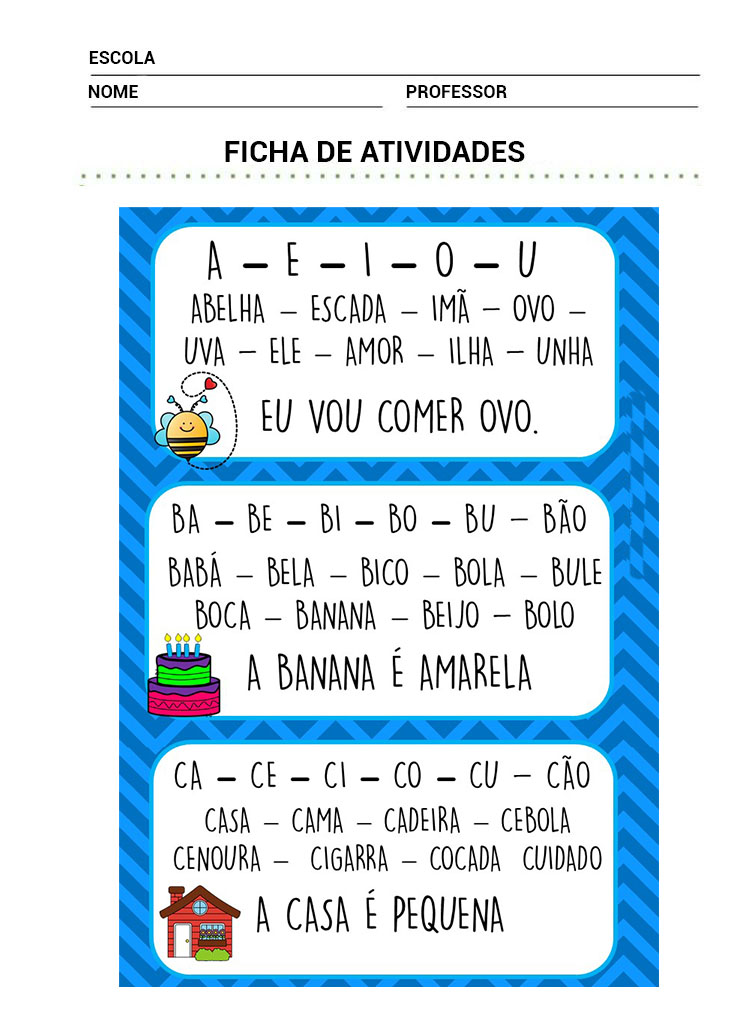 ESCOLA
NOME PROFESSOR
FICHA DE ATIVIDADES
A – E – I – O – U
ABELHA – ESCADA – IMÃ – OVO –
UVA – ELE – AMOR – ILHA – UNHA
EU VOU COMER OVO.
BA – BE – BI – BO – BU – BÃO
BABÁ – BELA – BICO – BOLA – BULE
BOCA – BANANA – BEIJO – BOLO
A BANANA É AMARELA
CA – CE – CI – CO – CU – CÃO
CASA – CAMA – CADEIRA – CEBOLA
CENOURA – CIGARRA – COCADA CUIDADO
A CASA É PEQUENA